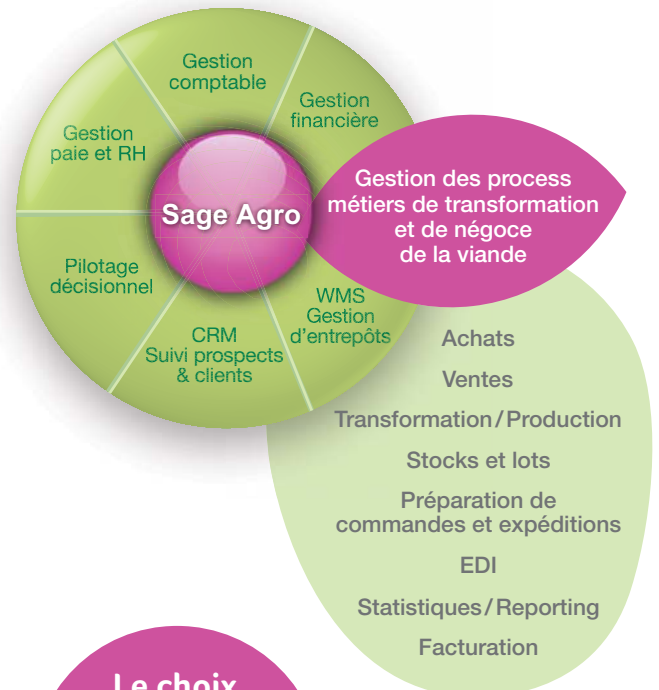 Gestion
comptable
Gestion
financière
Gestion
paie et RH
Sage Agro
Gestion des process
métiers de transformation
et de négoce
de la viande
Pilotage
décisionnel
WMS
Gestion
d'entrepôts
CRM
Suivi prospects
& clients
Achats
Ventes
Transformation/Production
Stocks et lots
Préparation de
commandes et expéditions
EDI
Statistiques/Reporting
Facturation
Le choix